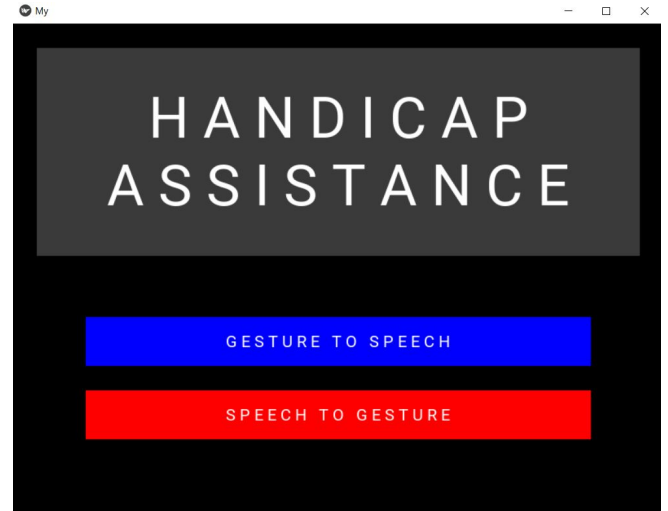 My
HANDICAP
ASSISTANCE
GESTURE TO SPEECH
SPEECH TO GESTURE